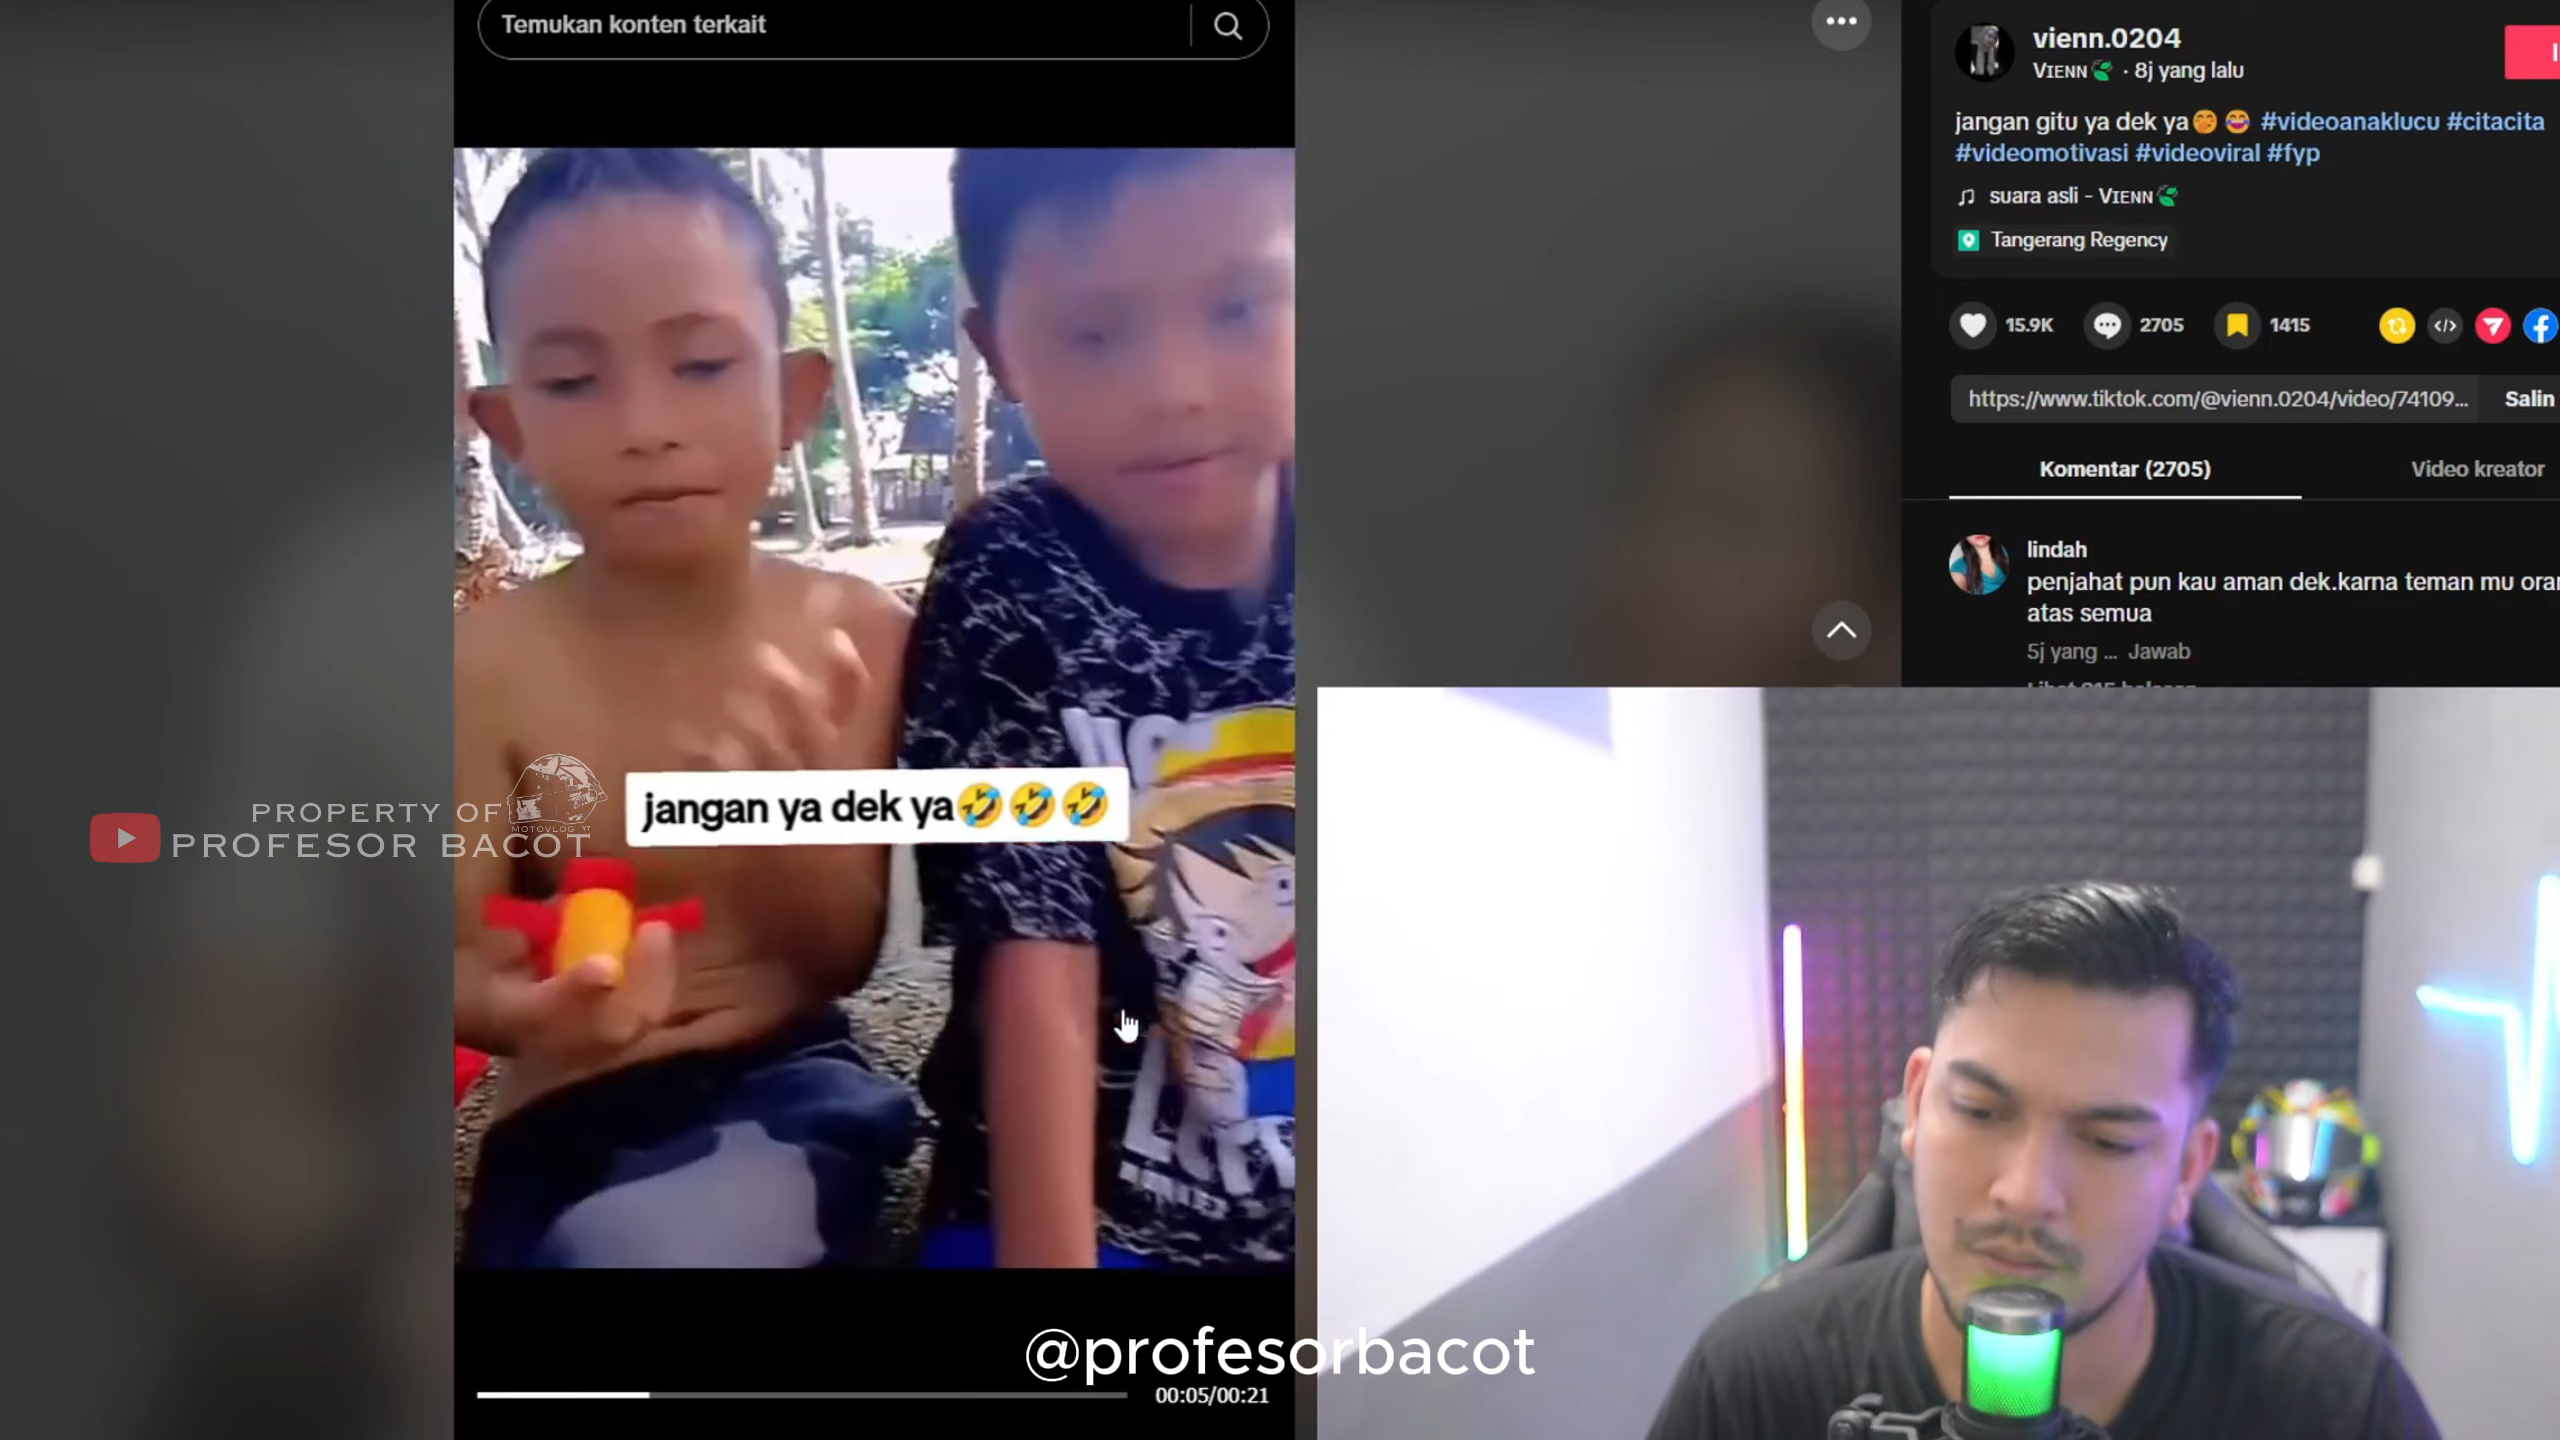 Temukan konten terkait
vienn.0204
VIENN · 8j yang lalu
jangan gitu ya dek ya🤭😂 #videoanaklucu #citacita
#videomotivasi #videoviral #fyp
suara asli - VIENN
Tangerang Regency
15.9K
2705
1415
https://www.tiktok.com/@vienn.0204/video/74109...
Salin
Komentar (2705)
Video kreator
lindah
penjahat pun kau aman dek.karna teman mu
atas semua
5j yang ... Jawab
jangan ya dek ya🤣🤣🤣
PROPERTY OF
MOTOVLOG YT
PROFESOR BACOT
@profesorbacot
00:05/00:21